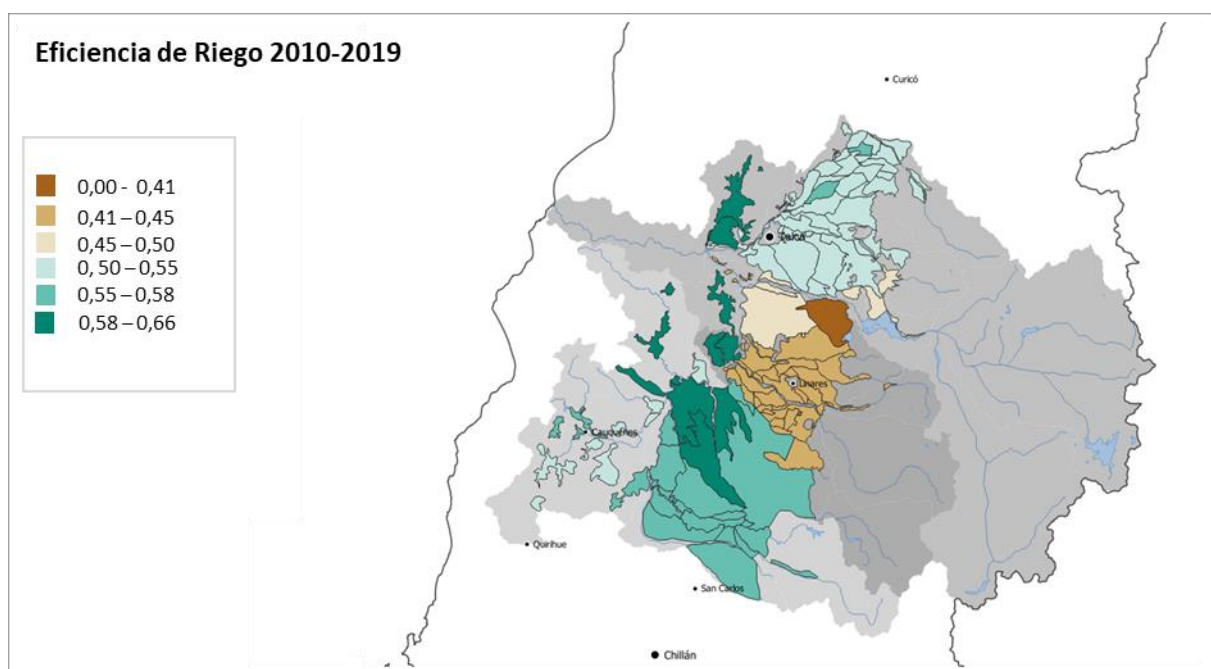 Eficiencia de Riego 2010-2019
0,00 - 0,41
0,41 – 0,45
0,45 – 0,50
0, 50 – 0,55
0,55 – 0,58
0,58 – 0,66
Curicó
Talca
Linares
Cauquenes
Quirihue
San Carlos
Chillán